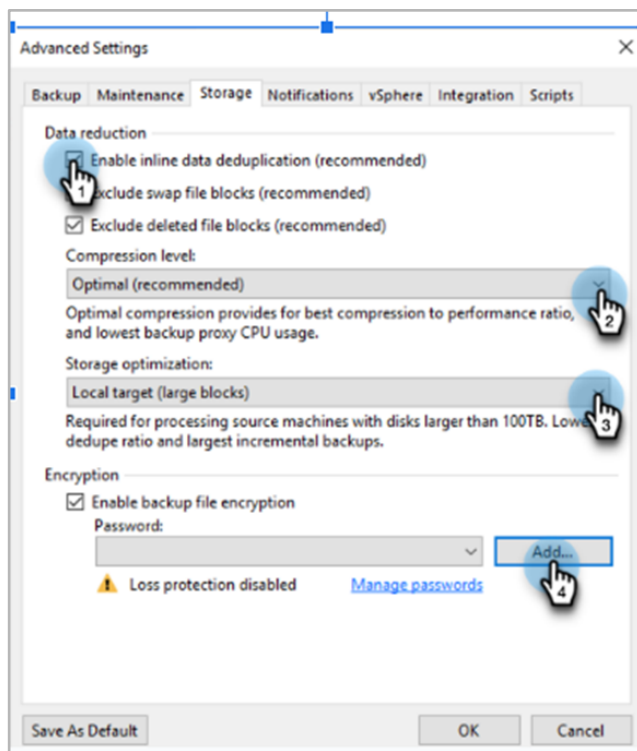 Advanced Settings
Backup Maintenance Storage Notifications vSphere Integration Scripts
Data reduction
Enable inline data deduplication (recommended)
1
xclude swap file blocks (recommended)
Exclude deleted file blocks (recommended)
Compression level:
Optimal (recommended)
2
Optimal compression provides for best compression to performance ratio,
and lowest backup proxy CPU usage.
Storage optimization:
Local target (large blocks)
3
Required for processing source machines with disks larger than 100TB. Lowe
dedupe ratio and largest incremental backups.
Encryption
Enable backup file encryption
Password:
Add...
4
Loss protection disabled Manage passwords
Save As Default OK Cancel